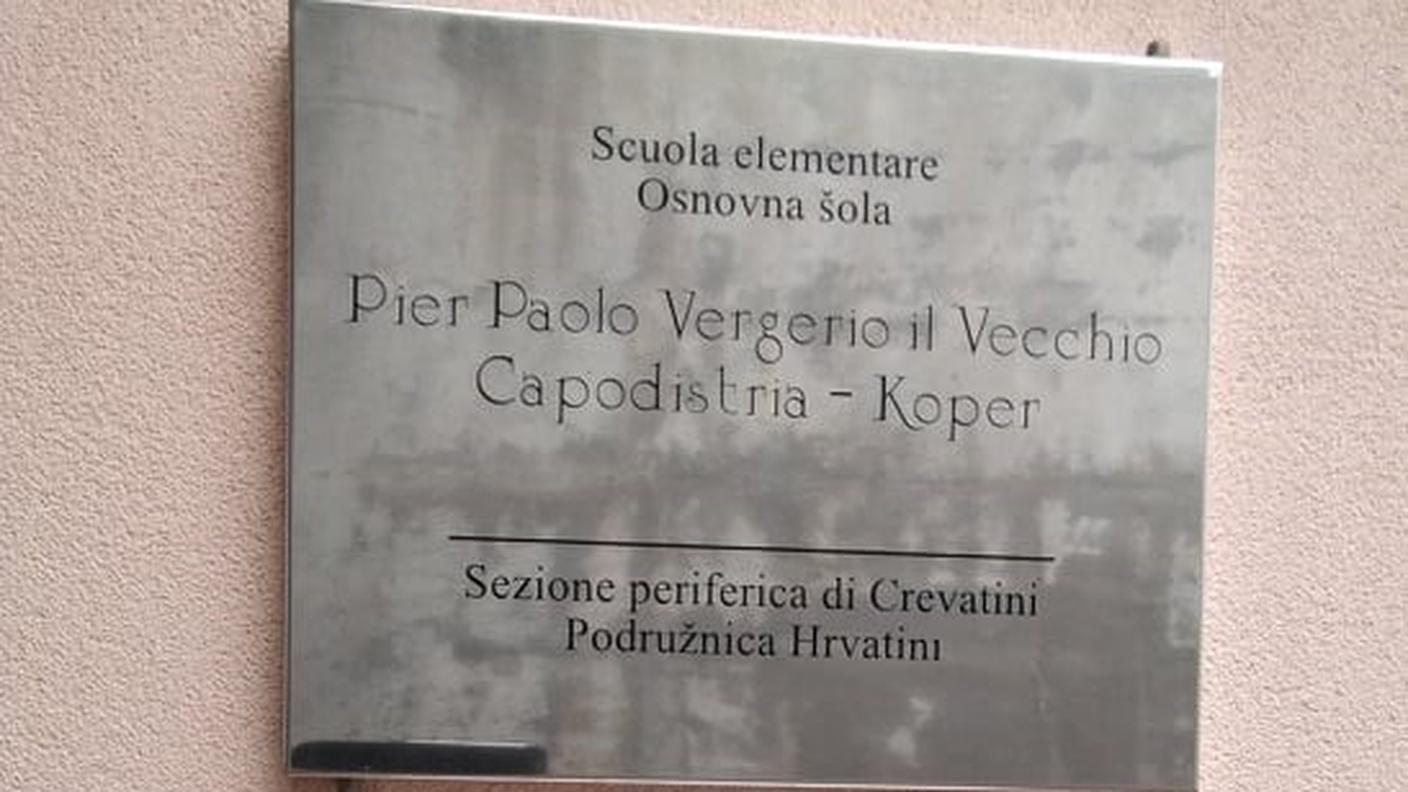 Scuola elementare
Osnovna šola
Pier Paolo Vergerio il Vecchio
Capodistria - Koper
Sezione periferica di Crevatini
Podružnica Hrvatini